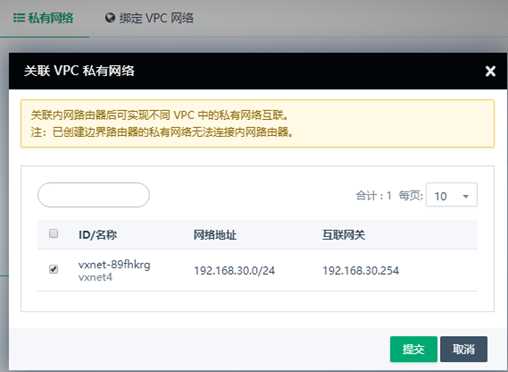 私有网络 绑定 VPC 网络
关联 VPC 私有网络
关联内网路由器后可实现不同 VPC 中的私有网络互联。
注：已创建边界路由器的私有网络无法连接内网路由器。
合计：1 每页: 10
ID/名称 网络地址 互联网关
vxnet-89fhkrg 192.168.30.0/24 192.168.30.254
vxnet4
提交 取消